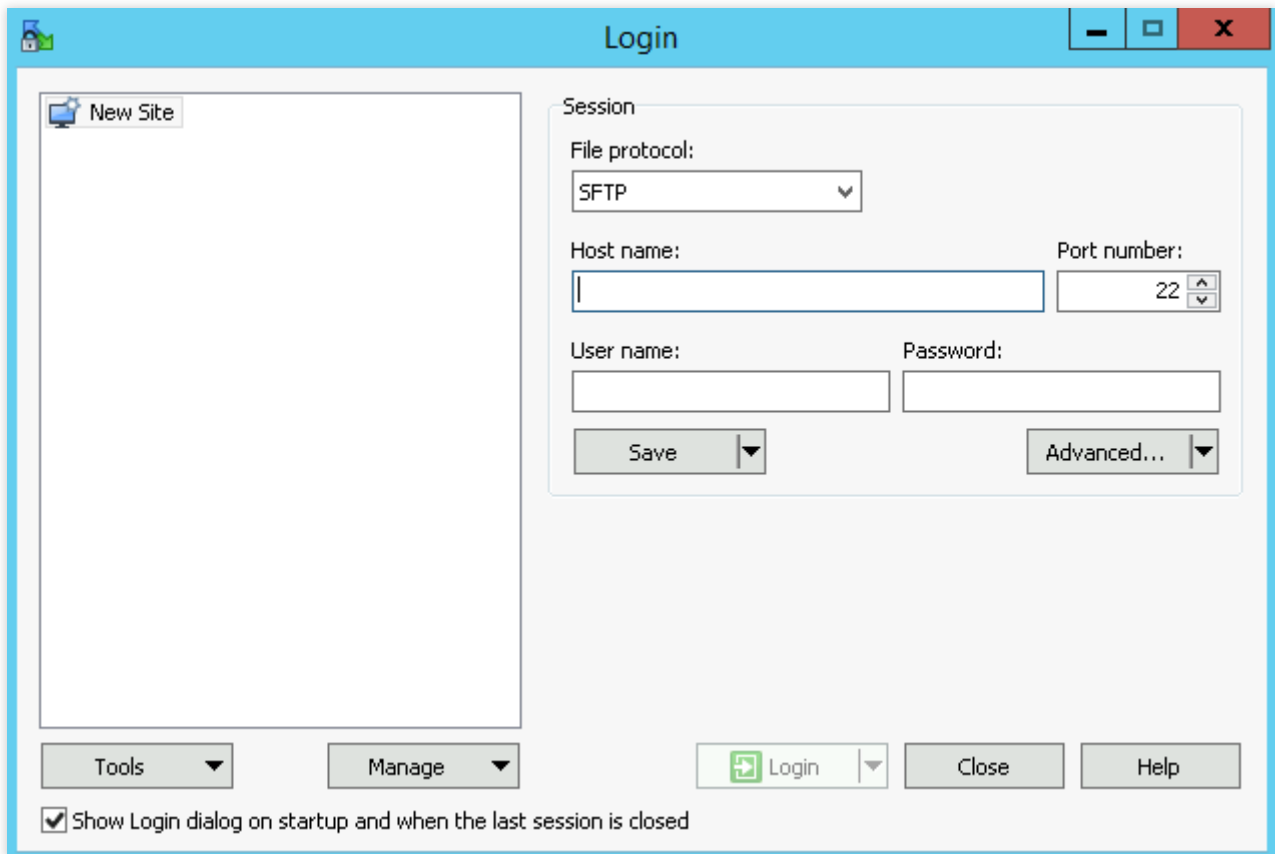 Login
New Site
Session
File protocol:
SFTP
Host name:
Port number:
22
User name:
Password:
Save
Advanced...
Tools
Manage
Login
Close
Help
Show Login dialog on startup and when the last session is closed